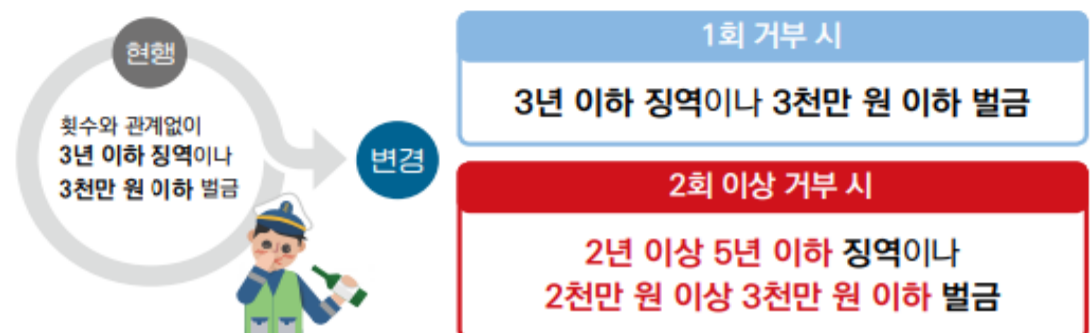 현행
횟수와 관계없이
3년 이하 징역이나
3천만 원 이하 벌금
변경
1회 거부 시
3년 이하 징역이나 3천만 원 이하 벌금
2회 이상 거부 시
2년 이상 5년 이하 징역이나
2천만 원 이상 3천만 원 이하 벌금